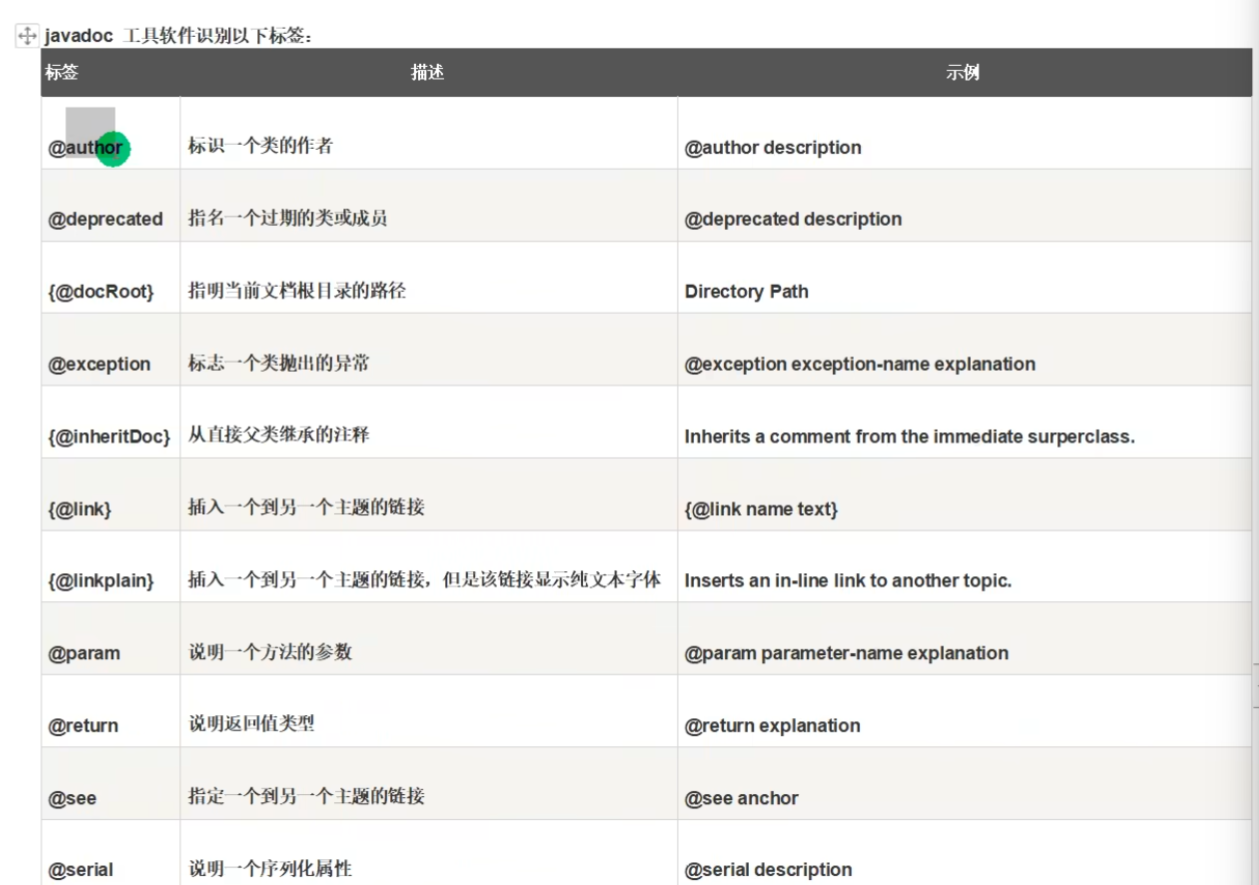 javadoc 工具软件识别以下标签：
标签 描述 示例
@author 标识一个类的作者 @author description
@deprecated 指名一个过期的类或成员 @deprecated description
{@docRoot} 指明当前文档根目录的路径 Directory Path
@exception 标志一个类抛出的异常 @exception exception-name explanation
{@inheritDoc} 从直接父类继承的注释 Inherits a comment from the immediate surperclass.
{@link} 插入一个到另一个主题的链接 {@link name text}
{@linkplain} 插入一个到另一个主题的链接，但是该链接显示纯文本字体 Inserts an in-line link to another topic.
@param 说明一个方法的参数 @param parameter-name explanation
@return 说明返回值类型 @return explanation
@see 指定一个到另一个主题的链接 @see anchor
@serial 说明一个序列化属性 @serial description